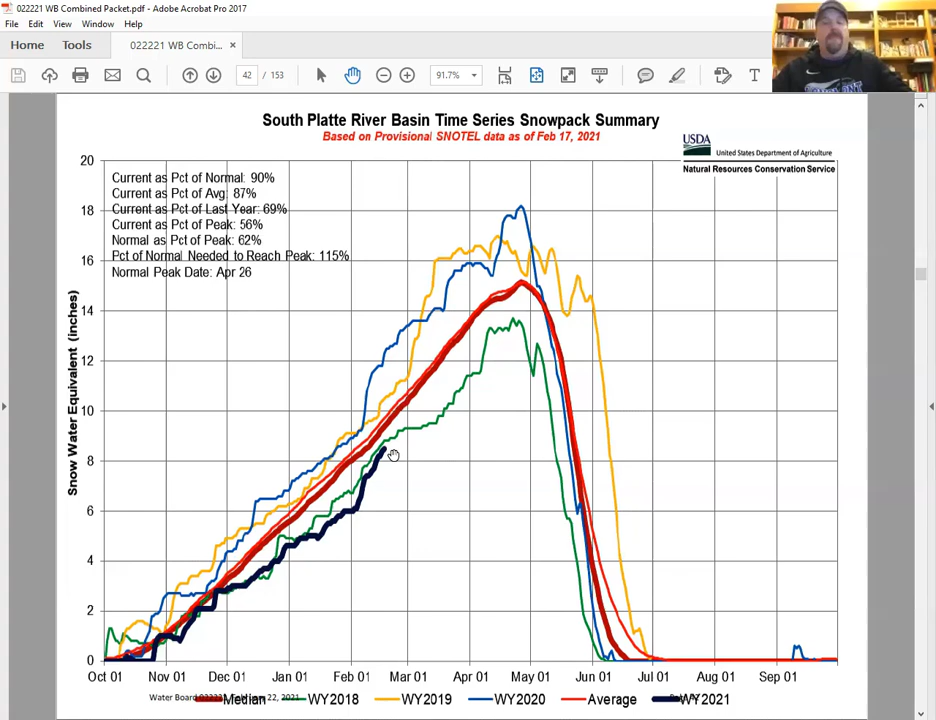 022221 WB Combined Packet.pdf - Adobe Acrobat Pro 2017
File Edit View Window Help
Home Tools 022221 WB Combi... ×
42 / 153 91.7%
South Platte River Basin Time Series Snowpack Summary
Based on Provisional SNOTEL data as of Feb 17, 2021
USDA United States Department of Agriculture
Natural Resources Conservation Service
Current as Pct of Normal: 90%
Current as Pct of Avg: 87%
Current as Pct of Last Year: 69%
Current as Pct of Peak: 56%
Normal as Pct of Peak: 62%
Pct of Normal Needed to Reach Peak: 115%
Normal Peak Date: Apr 26
Snow Water Equivalent (inches)
20
18
16
14
12
10
8
6
4
2
0
Oct 01 Nov 01 Dec 01 Jan 01 Feb 01 Mar 01 Apr 01 May 01 Jun 01 Jul 01 Aug 01 Sep 01
Median WY2018 WY2019 WY2020 Average WY2021